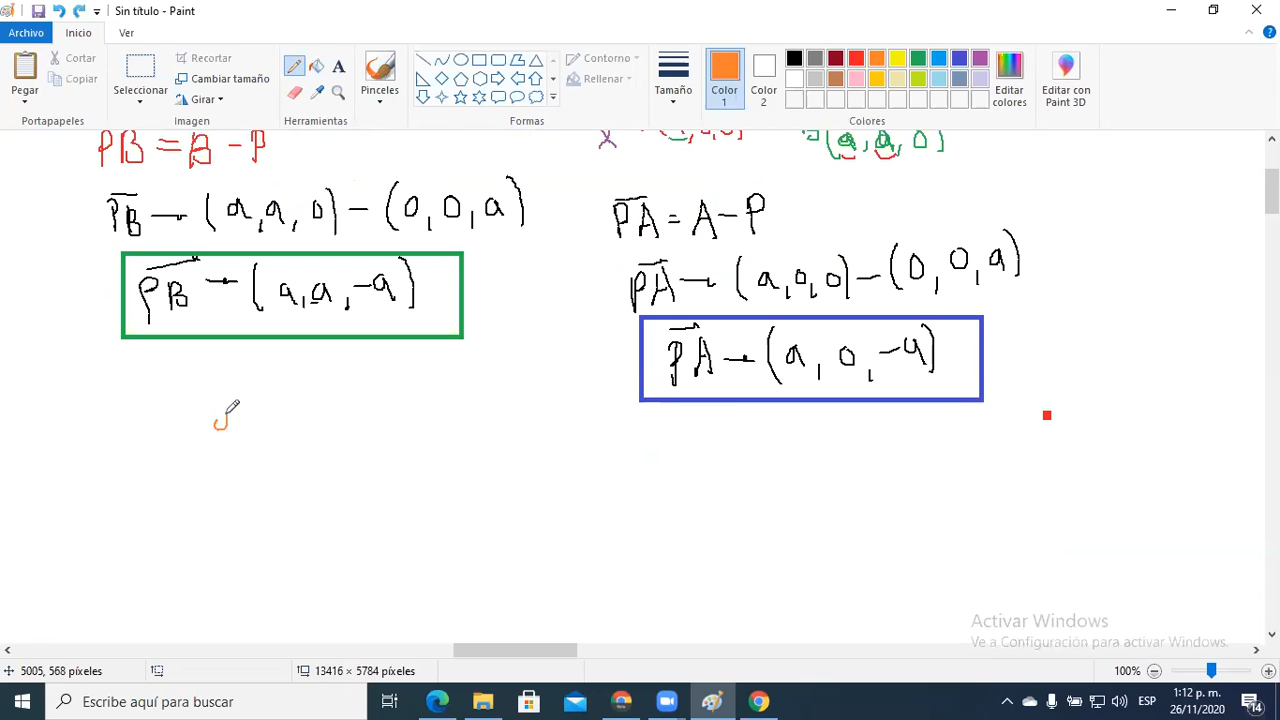 Sin título - Paint
Archivo Inicio Ver
Pegar
Cortar
Copiar
Portapapeles
Seleccionar
Recortar
Cambiar tamaño
Girar
Imagen
A
Herramientas
Pinceles
Contorno
Rellenar
Formas
Tamaño
Color 1
Color 2
Editar colores
Colores
Editar con Paint 3D
PB = B - P
(a, a, 0)
PB → (a, a, 0) - (0, 0, a)
PB → (a, a, -a)
PA = A - P
PA → (a, 0, 0) - (0, 0, a)
PA → (a, 0, -a)
Activar Windows
Ve a Configuración para activar Windows.
5005, 568 píxeles
13416 × 5784 píxeles
100%
Escribe aquí para buscar
ESP
1:12 p. m.
26/11/2020
14